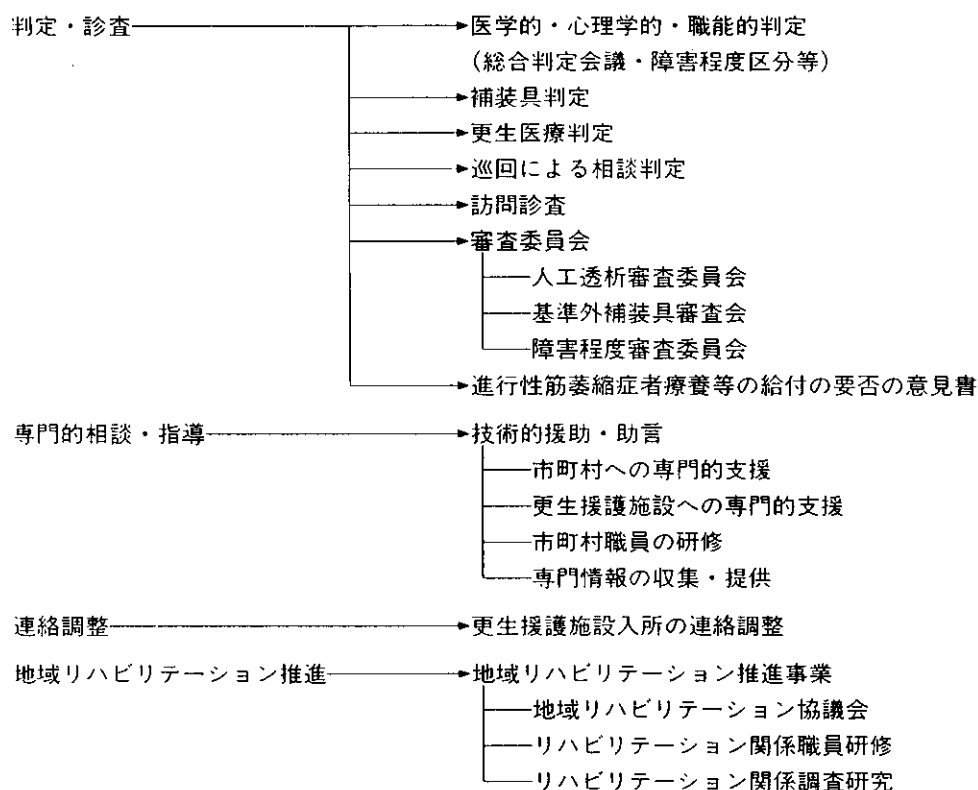 判定・診査
医学的・心理学的・職能的判定
(総合判定会議・障害程度区分等)
補装具判定
更生医療判定
巡回による相談判定
訪問診査
審査委員会
人工透析審査委員会
基準外補装具審査会
障害程度審査委員会
進行性筋萎縮症者療養等の給付の要否の意見書
専門的相談・指導
技術的援助・助言
市町村への専門的支援
更生援護施設への専門的支援
市町村職員の研修
専門情報の収集・提供
連絡調整
更生援護施設入所の連絡調整
地域リハビリテーション推進
地域リハビリテーション推進事業
地域リハビリテーション協議会
リハビリテーション関係職員研修
リハビリテーション関係調査研究